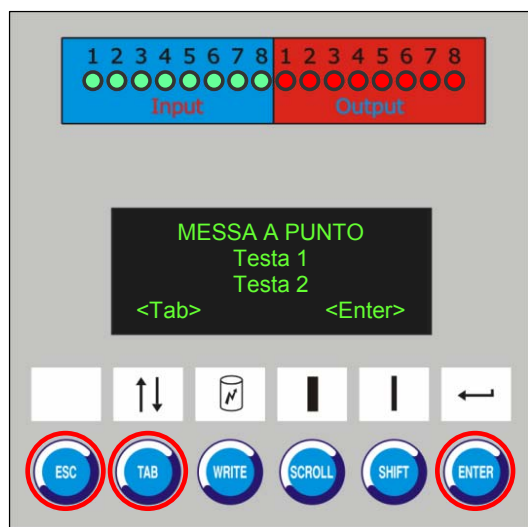 1 2 3 4 5 6 7 8 1 2 3 4 5 6 7 8
Input Output
MESSA A PUNTO
Testa 1
Testa 2
<Tab> <Enter>
ESC TAB WRITE SCROLL SHIFT ENTER